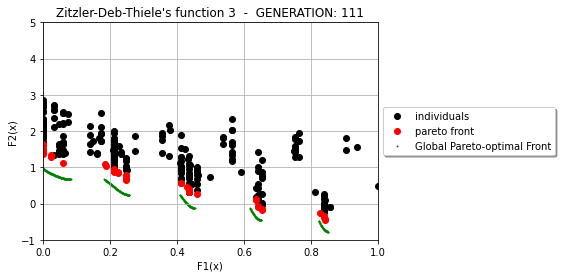 Zitzler-Deb-Thiele's function 3 - GENERATION: 111
5
4
3
2
1
0
−1
F2(x)
0.0 0.2 0.4 0.6 0.8 1.0
F1(x)
individuals
pareto front
Global Pareto-optimal Front